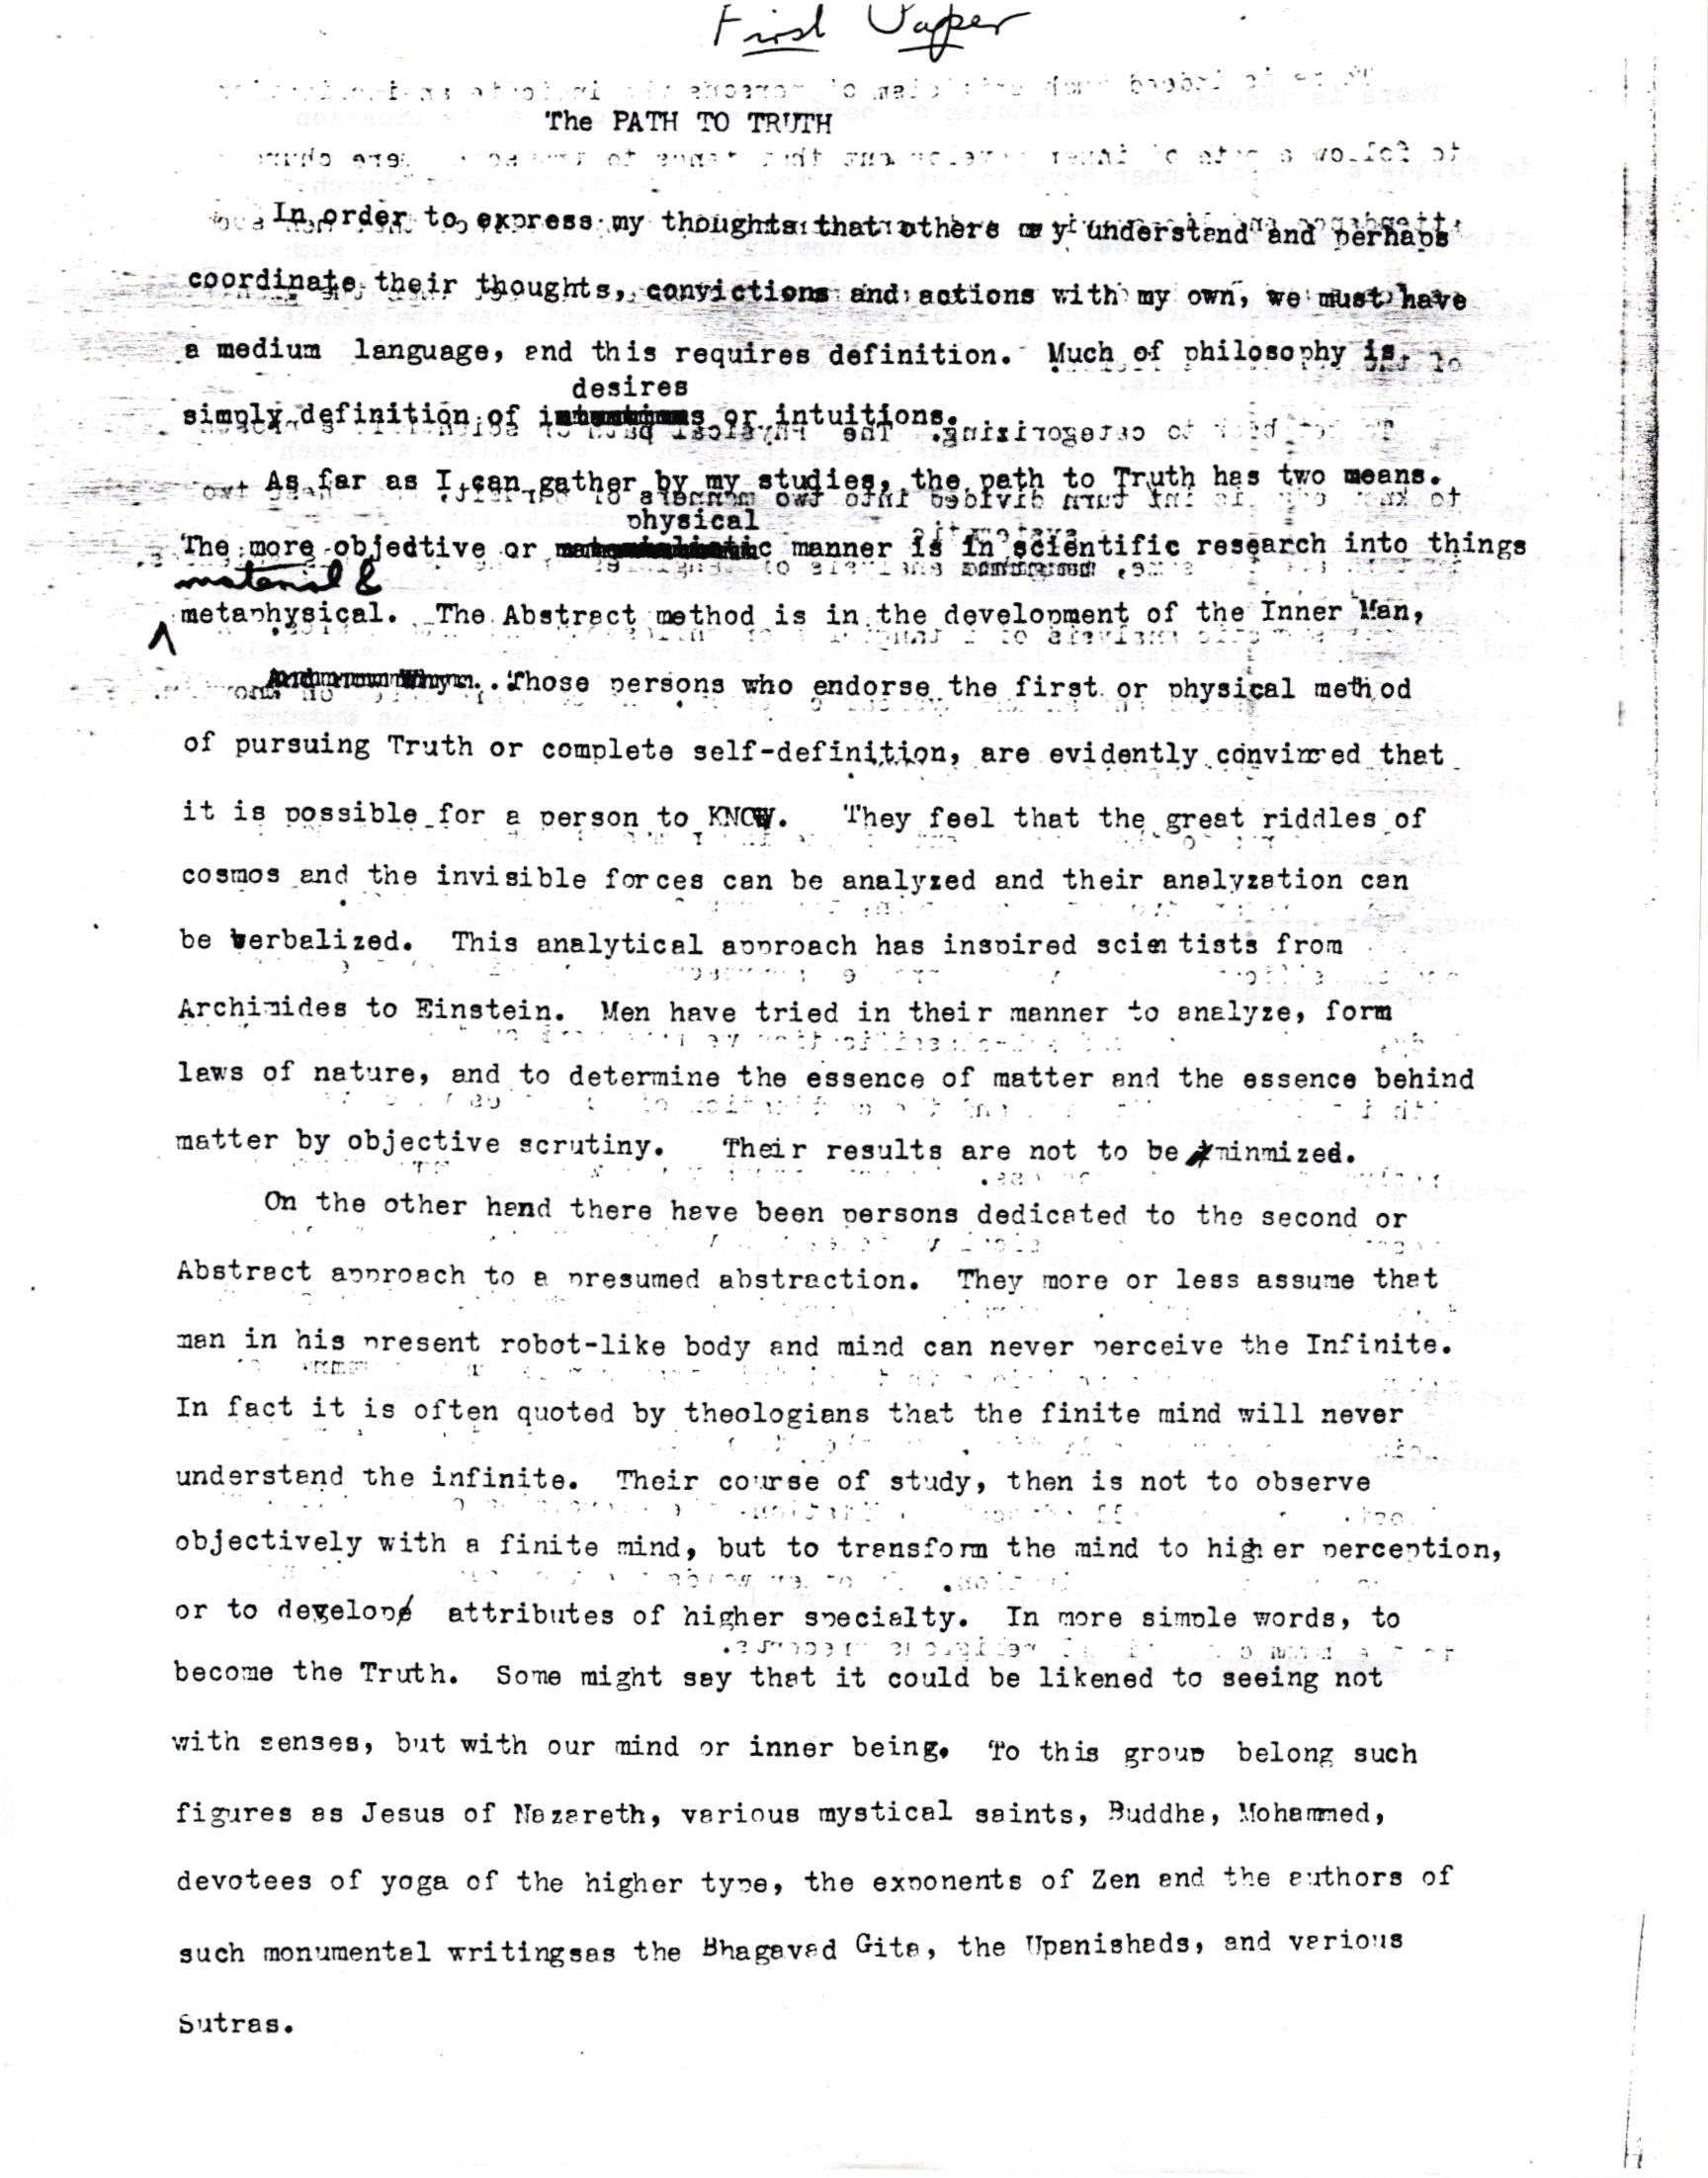 First Paper
The PATH TO TRUTH
In order to express my thoughts that others may understand and perhaps
coordinate their thoughts, convictions and actions with my own, we must have
a medium language, and this requires definition. Much of philosophy is
desires
simply definition of or intuitions.
As far as I can gather by my studies, the path to Truth has two means.
physical
The more objedtive or manner is in scientific research into things
material &
metaphysical. The Abstract method is in the development of the Inner Man,
Those persons who endorse the first or physical method
of pursuing Truth or complete self-definition, are evidently convinced that
it is possible for a person to KNOW. They feel that the great riddles of
cosmos and the invisible forces can be analyzed and their analyzation can
be verbalized. This analytical approach has inspired scientists from
Archimides to Einstein. Men have tried in their manner to analyze, form
laws of nature, and to determine the essence of matter and the essence behind
matter by objective scrutiny. Their results are not to be minmized.
On the other hand there have been persons dedicated to the second or
Abstract approach to a presumed abstraction. They more or less assume that
man in his present robot-like body and mind can never perceive the Infinite.
In fact it is often quoted by theologians that the finite mind will never
understand the infinite. Their course of study, then is not to observe
objectively with a finite mind, but to transform the mind to higher perception,
or to develop attributes of higher specialty. In more simple words, to
become the Truth. Some might say that it could be likened to seeing not
with senses, but with our mind or inner being. To this group belong such
figures as Jesus of Nazareth, various mystical saints, Buddha, Mohammed,
devotees of yoga of the higher type, the exponents of Zen and the authors of
such monumental writingsas the Bhagavad Gita, the Upanishads, and various
Sutras.